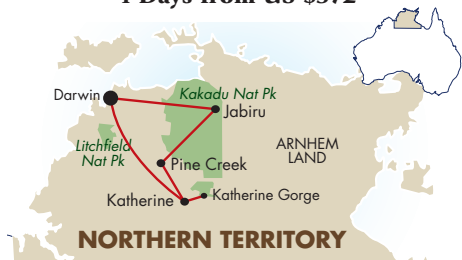 Darwin
Kakadu Nat Pk
Jabiru
Litchfield
Nat Pk
ARNHEM
LAND
Pine Creek
Katherine
Katherine Gorge
NORTHERN TERRITORY